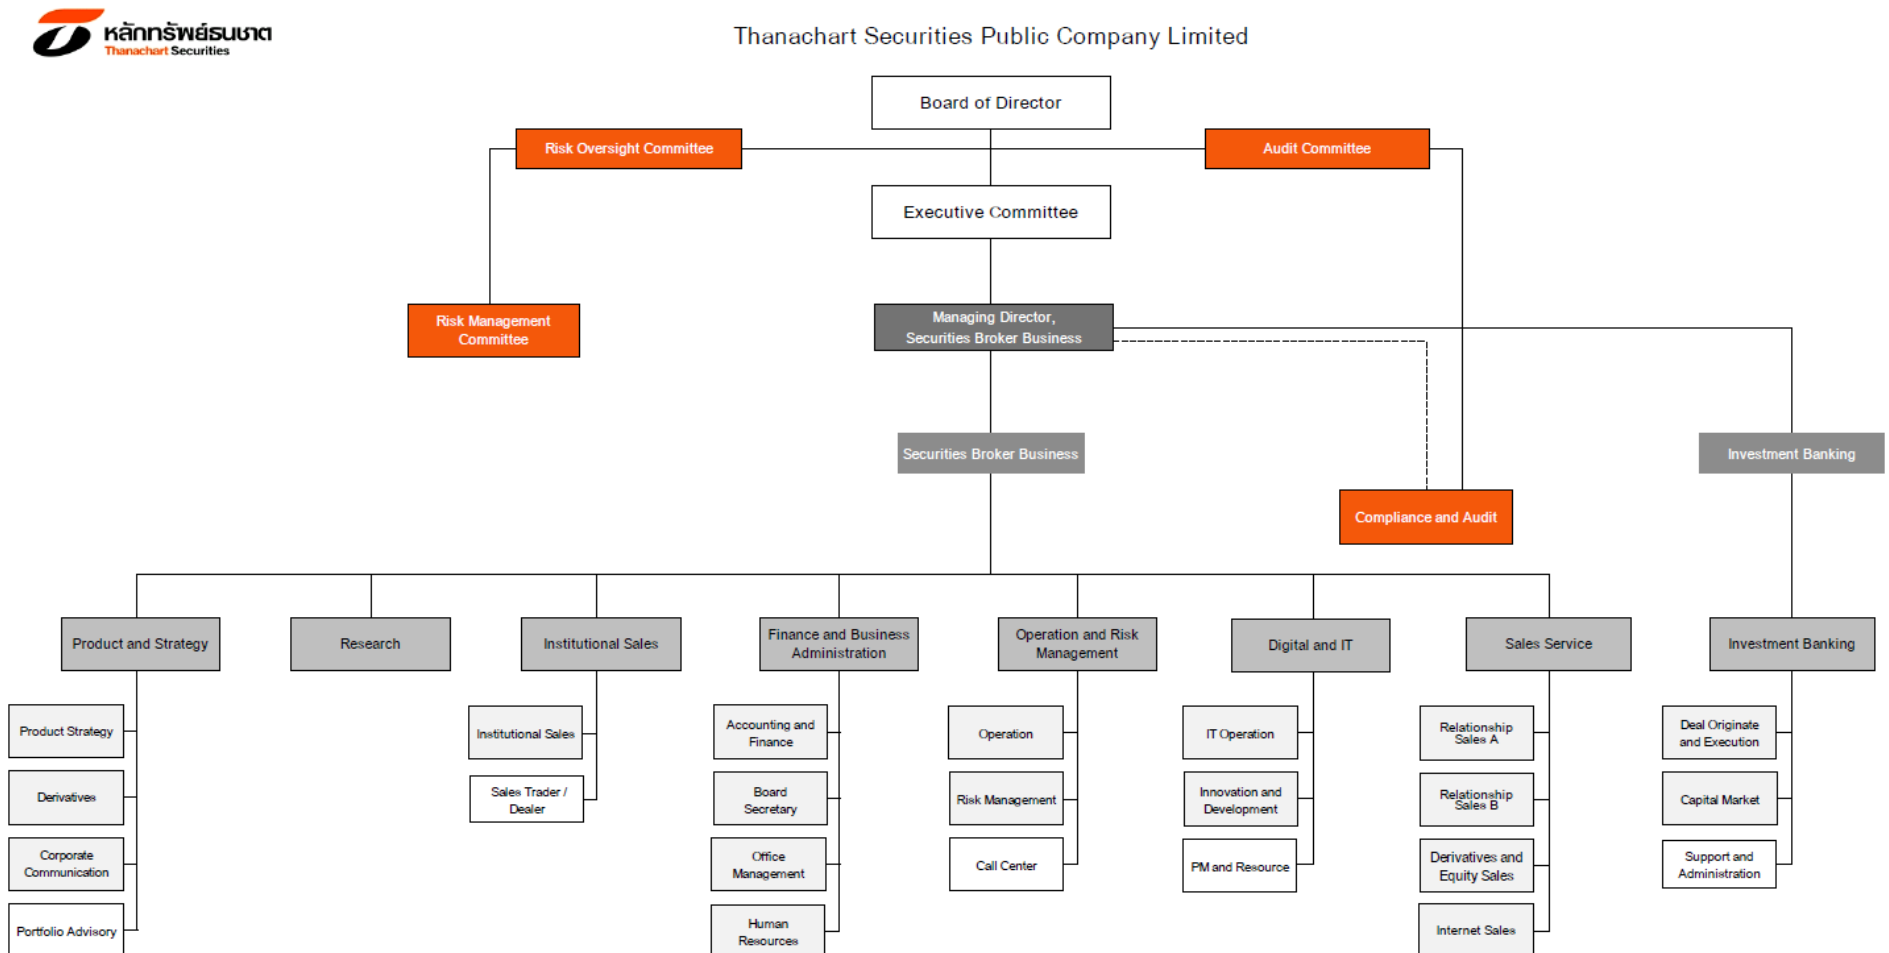 หลักทรัพย์ธนชาต
Thanachart Securities
Thanachart Securities Public Company Limited
Board of Director
Risk Oversight Committee
Audit Committee
Executive Committee
Risk Management
Committee
Managing Director,
Securities Broker Business
Securities Broker Business
Investment Banking
Compliance and Audit
Product and Strategy
Research
Institutional Sales
Finance and Business
Administration
Operation and Risk
Management
Digital and IT
Sales Service
Investment Banking
Product Strategy
Institutional Sales
Accounting and
Finance
Operation
IT Operation
Relationship
Sales A
Deal Originate
and Execution
Derivatives
Sales Trader /
Dealer
Board
Secretary
Risk Management
Innovation and
Development
Relationship
Sales B
Capital Market
Corporate
Communication
Office
Management
Call Center
PM and Resource
Derivatives and
Equity Sales
Support and
Administration
Portfolio Advisory
Human
Resources
Internet Sales